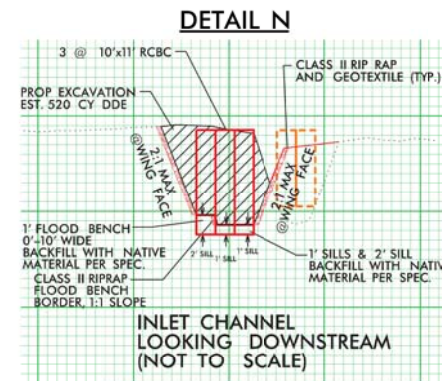 DETAIL N
3 @ 10'x11' RCBC
CLASS II RIP RAP
AND GEOTEXTILE (TYP.)
PROP EXCAVATION
EST. 520 CY DDE
2:1 MAX
@WING FACE
2:1 MAX
@WING FACE
1' FLOOD BENCH
0'-10' WIDE
BACKFILL WITH NATIVE
MATERIAL PER SPEC.
CLASS II RIPRAP
FLOOD BENCH
BORDER, 1:1 SLOPE
2' SILL
1' SILL
1' SILL
1' SILLS & 2' SILL
BACKFILL WITH NATIV
MATERIAL PER SPEC.
INLET CHANNEL
LOOKING DOWNSTREAM
(NOT TO SCALE)